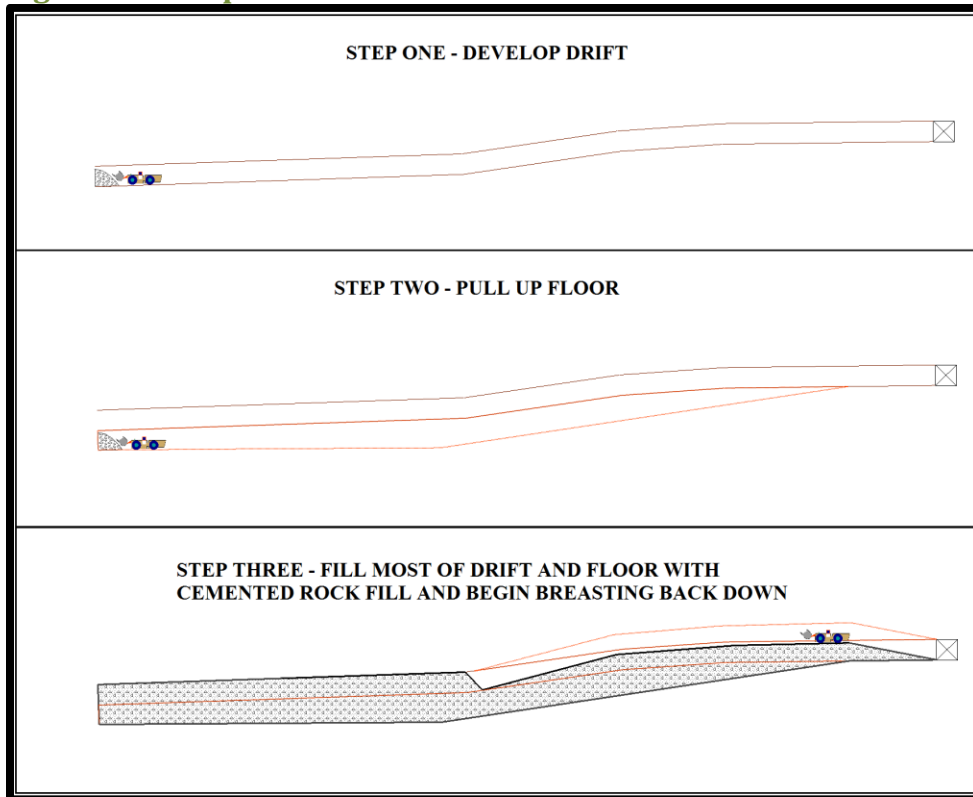 STEP ONE - DEVELOP DRIFT
STEP TWO - PULL UP FLOOR
STEP THREE - FILL MOST OF DRIFT AND FLOOR WITH
CEMENTED ROCK FILL AND BEGIN BREASTING BACK DOWN